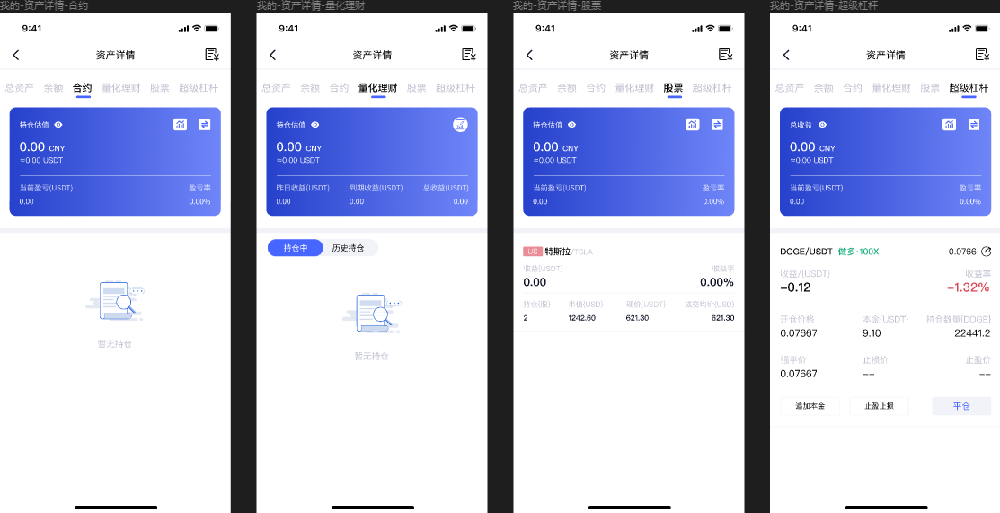 我的-资产详情-合约
9:41
资产详情
总资产 余额 合约 量化理财 股票 超级杠杆
持仓估值
0.00 CNY
≈0.00 USDT
当前盈亏(USDT) 盈亏率
0.00 0.00%
暂无持仓
我的-资产详情-量化理财
9:41
资产详情
总资产 余额 合约 量化理财 股票 超级杠杆
持仓估值
0.00 CNY
≈0.00 USDT
昨日收益(USDT) 到期收益(USDT) 总收益(USDT)
0.00 0.00 0.00
持仓中 历史持仓
暂无持仓
我的-资产详情-股票
9:41
资产详情
总资产 余额 合约 量化理财 股票 超级杠杆
持仓估值
0.00 CNY
≈0.00 USDT
当前盈亏(USDT) 盈亏率
0.00 0.00%
US 特斯拉/TSLA
收益(USDT) 收益率
0.00 0.00%
持仓(股) 市值(USD) 现价(USDT) 成交均价(USD)
2 1242.60 621.30 621.30
我的-资产详情-超级杠杆
9:41
资产详情
总资产 余额 合约 量化理财 股票 超级杠杆
总收益
0.00 CNY
≈0.00 USDT
当前盈亏(USDT) 盈亏率
0.00 0.00%
DOGE/USDT 做多·100X 0.0766
收益/(USDT) 收益率
-0.12 -1.32%
开仓价格 本金(USDT) 持仓数量(DOGE)
0.07667 9.10 22441.2
强平价 止损价 止盈价
0.07667 -- --
追加本金 止盈止损 平仓